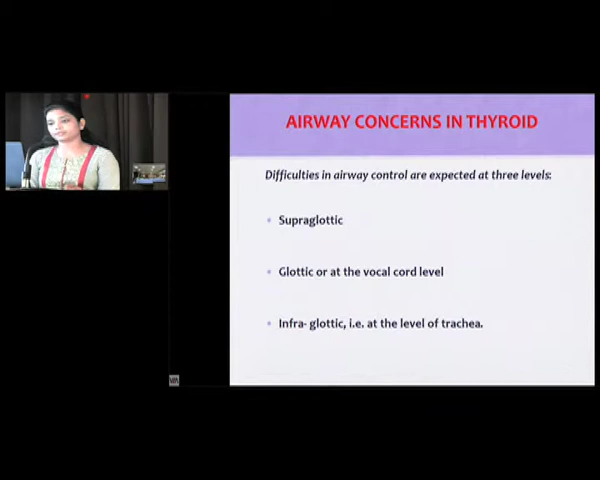 AIRWAY CONCERNS IN THYROID
Difficulties in airway control are expected at three levels:
Supraglottic
Glottic or at the vocal cord level
Infra- glottic, i.e. at the level of trachea.